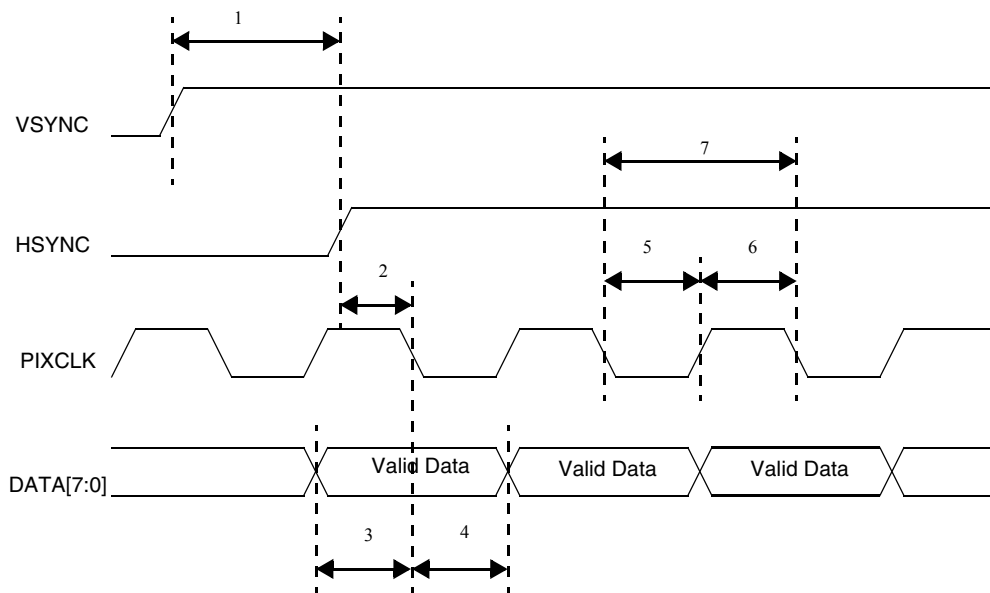 1
VSYNC
7
HSYNC
5
6
2
PIXCLK
Valid Data
Valid Data
Valid Data
DATA[7:0]
3
4